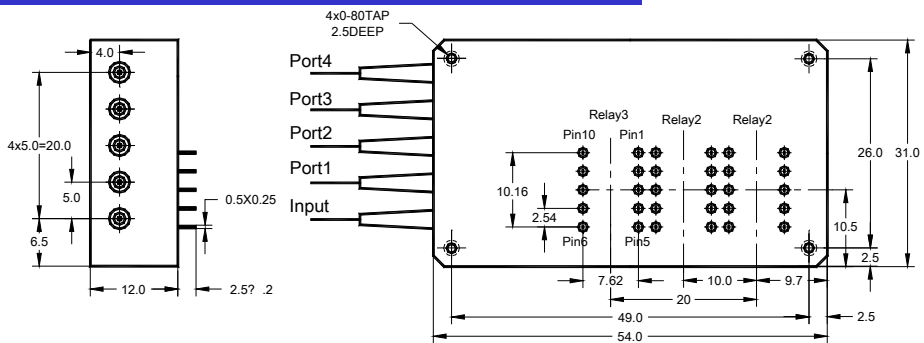 4x0-80TAP
2.5DEEP
4.0
Port4
Port3
Port2
Port1
Input
4x5.0=20.0
5.0
6.5
0.5X0.25
12.0
2.5? .2
Relay3
Relay2
Relay2
Pin10
Pin1
10.16
2.54
Pin6
Pin5
26.0
31.0
10.5
2.5
7.62
10.0
9.7
20
49.0
2.5
54.0